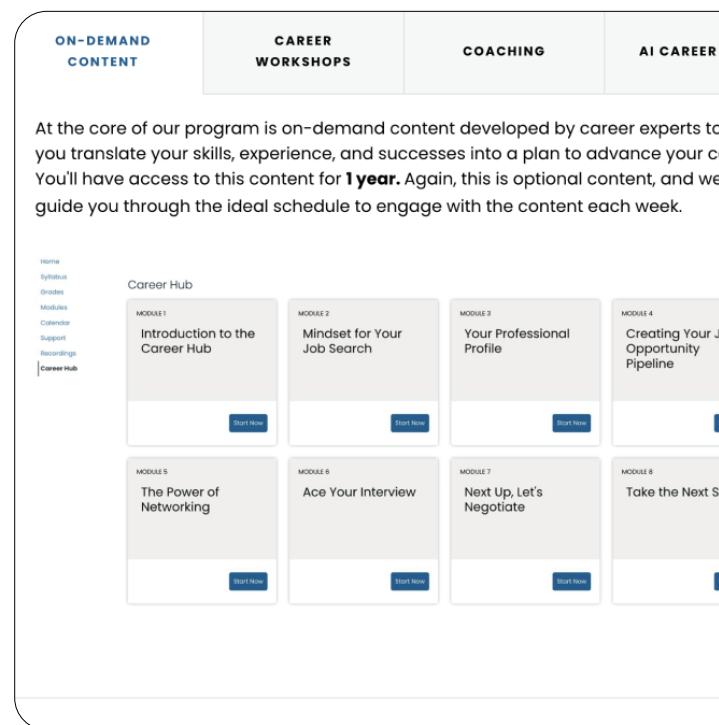 ON-DEMAND
CONTENT
CAREER
WORKSHOPS
COACHING
AI CAREER
At the core of our program is on-demand content developed by career experts to
you translate your skills, experience, and successes into a plan to advance your
You'll have access to this content for 1 year. Again, this is optional content, and
guide you through the ideal schedule to engage with the content each week.
Home
Syllabus
Grades
Modules
Calendar
Support
Recordings
Career Hub
Career Hub
MODULE 1
Introduction to the
Career Hub
Start Now
MODULE 2
Mindset for Your
Job Search
Start Now
MODULE 3
Your Professional
Profile
Start Now
MODULE 4
Creating Your
Opportunity
Pipeline
MODULE 5
The Power of
Networking
Start Now
MODULE 6
Ace Your Interview
Start Now
MODULE 7
Next Up, Let's
Negotiate
Start Now
MODULE 8
Take the Next